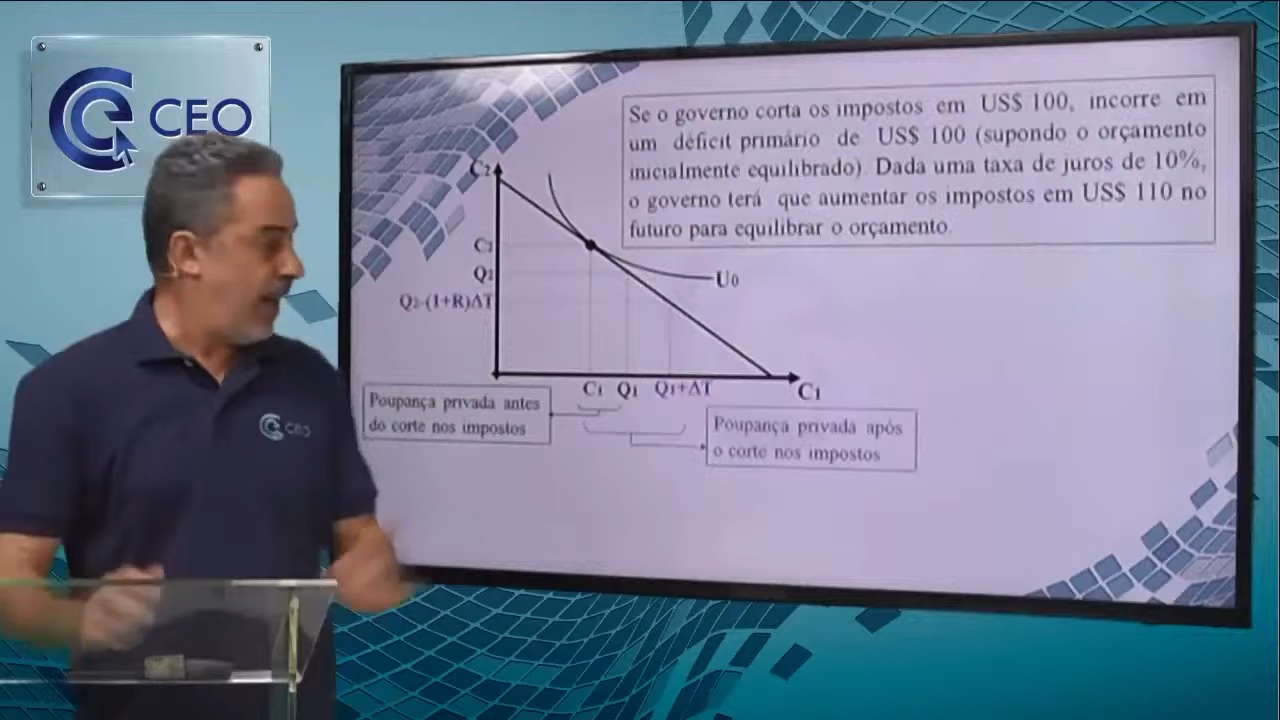 CEO
Se o governo corta os impostos em US$ 100, incorre em
um déficit primário de US$ 100 (supondo o orçamento
inicialmente equilibrado). Dada uma taxa de juros de 10%,
o governo terá que aumentar os impostos em US$ 110 no
futuro para equilibrar o orçamento.
C2
C2
Q2
Q2-(1+R)ΔT
U0
C1 Q1 Q1+ΔT
C1
Poupança privada antes
do corte nos impostos
Poupança privada após
o corte nos impostos
CEO